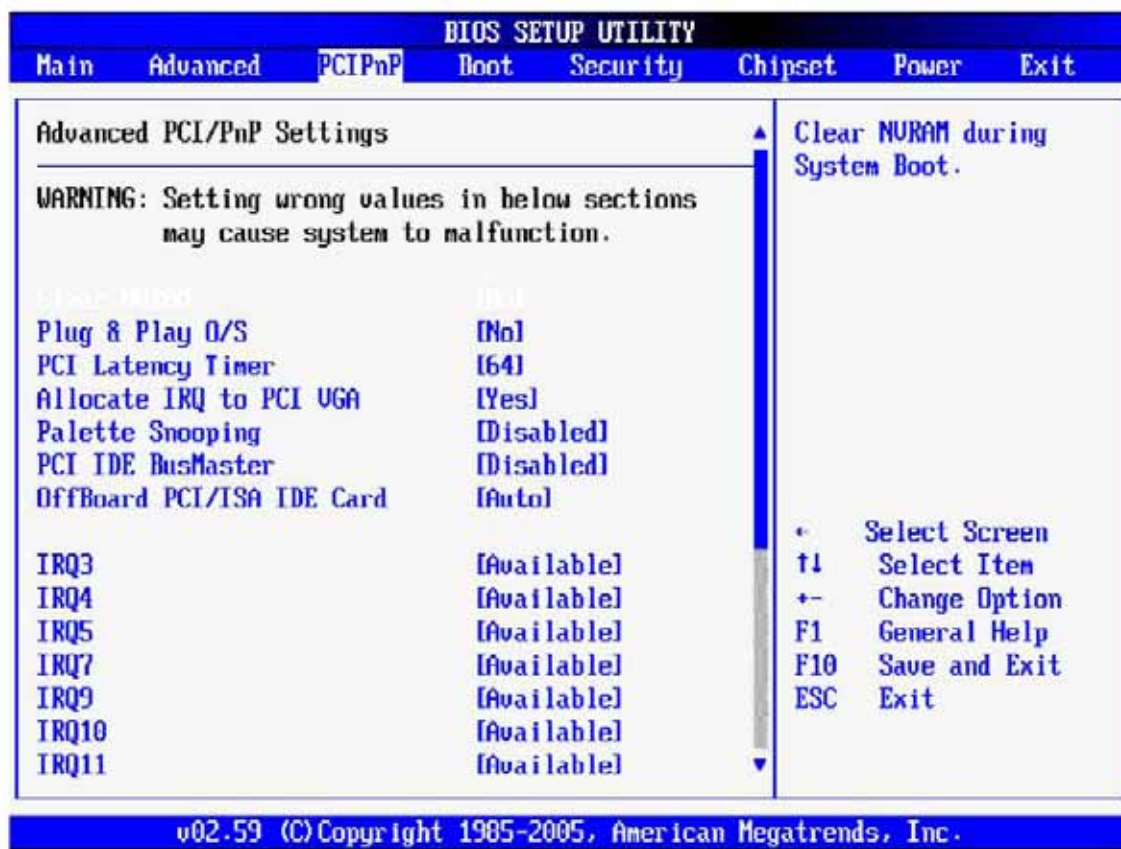 BIOS SETUP UTILITY
Main Advanced PCIPnP Boot Security Chipset Power Exit
Advanced PCI/PnP Settings
WARNING: Setting wrong values in below sections
may cause system to malfunction.
Clear NVRAM [No]
Plug & Play O/S [No]
PCI Latency Timer [64]
Allocate IRQ to PCI VGA [Yes]
Palette Snooping [Disabled]
PCI IDE BusMaster [Disabled]
OffBoard PCI/ISA IDE Card [Auto]
IRQ3 [Available]
IRQ4 [Available]
IRQ5 [Available]
IRQ7 [Available]
IRQ9 [Available]
IRQ10 [Available]
IRQ11 [Available]
Clear NVRAM during
System Boot.
← Select Screen
↑↓ Select Item
+- Change Option
F1 General Help
F10 Save and Exit
ESC Exit
v02.59 (C)Copyright 1985-2005, American Megatrends, Inc.